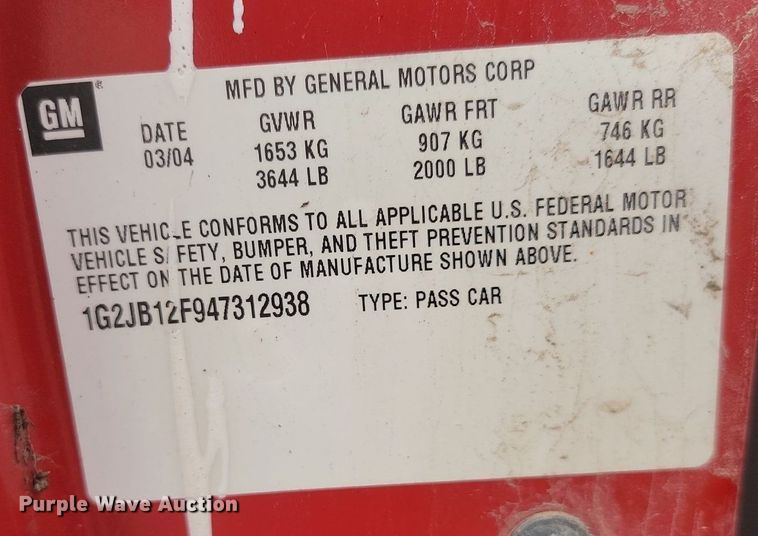 MFD BY GENERAL MOTORS CORP
GM®
DATE GVWR GAWR FRT GAWR RR
03/04 1653 KG 907 KG 746 KG
3644 LB 2000 LB 1644 LB
THIS VEHICLE CONFORMS TO ALL APPLICABLE U.S. FEDERAL MOTOR
VEHICLE SAFETY, BUMPER, AND THEFT PREVENTION STANDARDS IN
EFFECT ON THE DATE OF MANUFACTURE SHOWN ABOVE.
1G2JB12F947312938 TYPE: PASS CAR
Purple Wave Auction